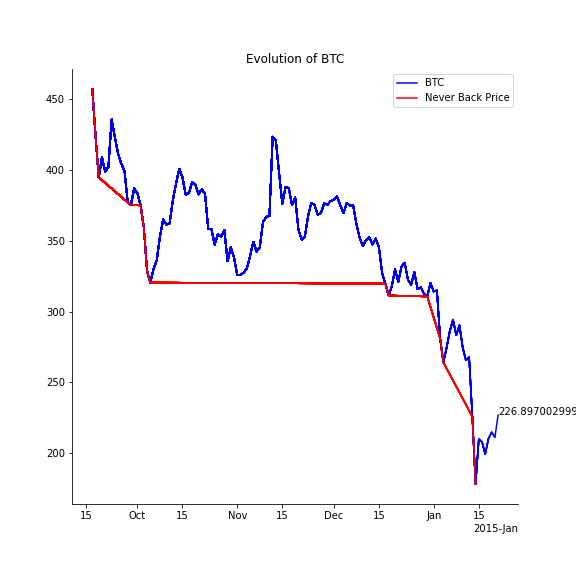 Evolution of BTC
BTC
Never Back Price
450
400
350
300
250
200
226.897002999
15
Oct
15
Nov
15
Dec
15
Jan
15
2015-Jan